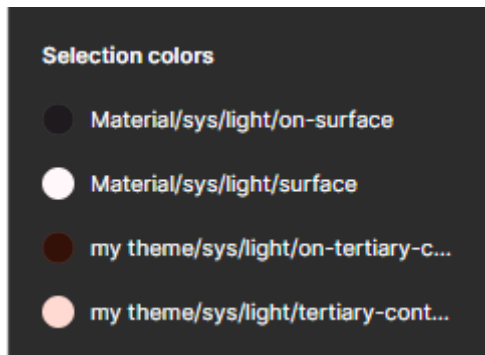 Selection colors
Material/sys/light/on-surface
Material/sys/light/surface
my theme/sys/light/on-tertiary-c...
my theme/sys/light/tertiary-cont...